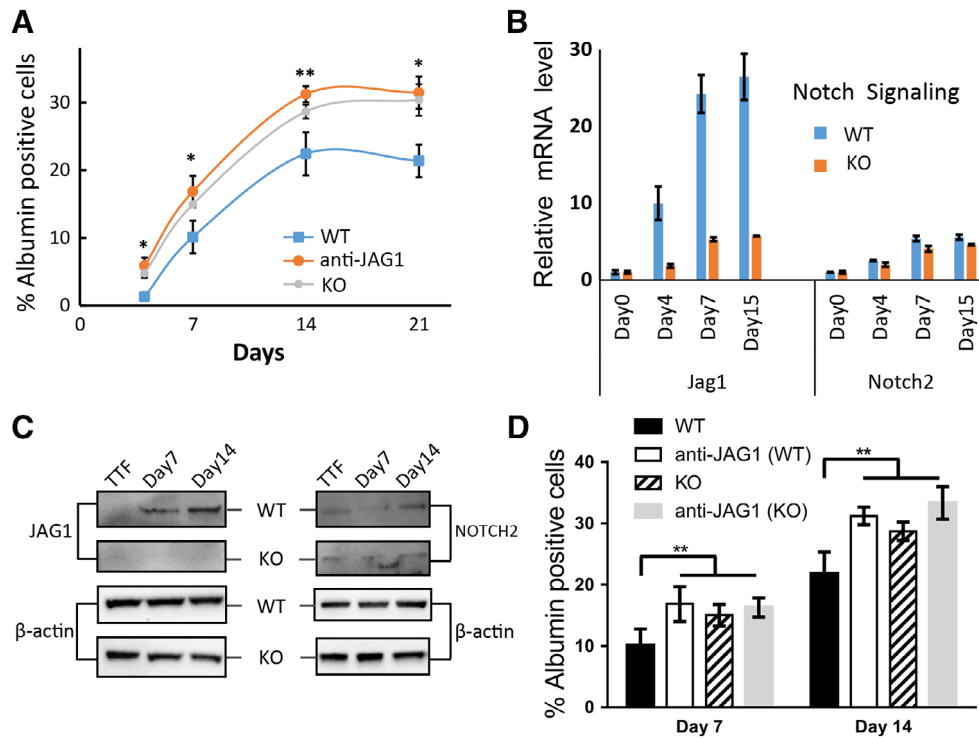 A
% Albumin positive cells
30
20
10
0
0
7
14
21
Days
*
*
**
*
WT
anti-JAG1
KO
B
Relative mRNA level
30
20
10
0
Notch Signaling
WT
KO
Day0
Day4
Day7
Day15
Day0
Day4
Day7
Day15
Jag1
Notch2
C
TTF
Day7
Day14
TTF
Day7
Day14
JAG1
WT
NOTCH2
KO
β-actin
WT
β-actin
KO
D
WT
anti-JAG1 (WT)
KO
anti-JAG1 (KO)
% Albumin positive cells
40
30
20
10
0
**
**
Day 7
Day 14